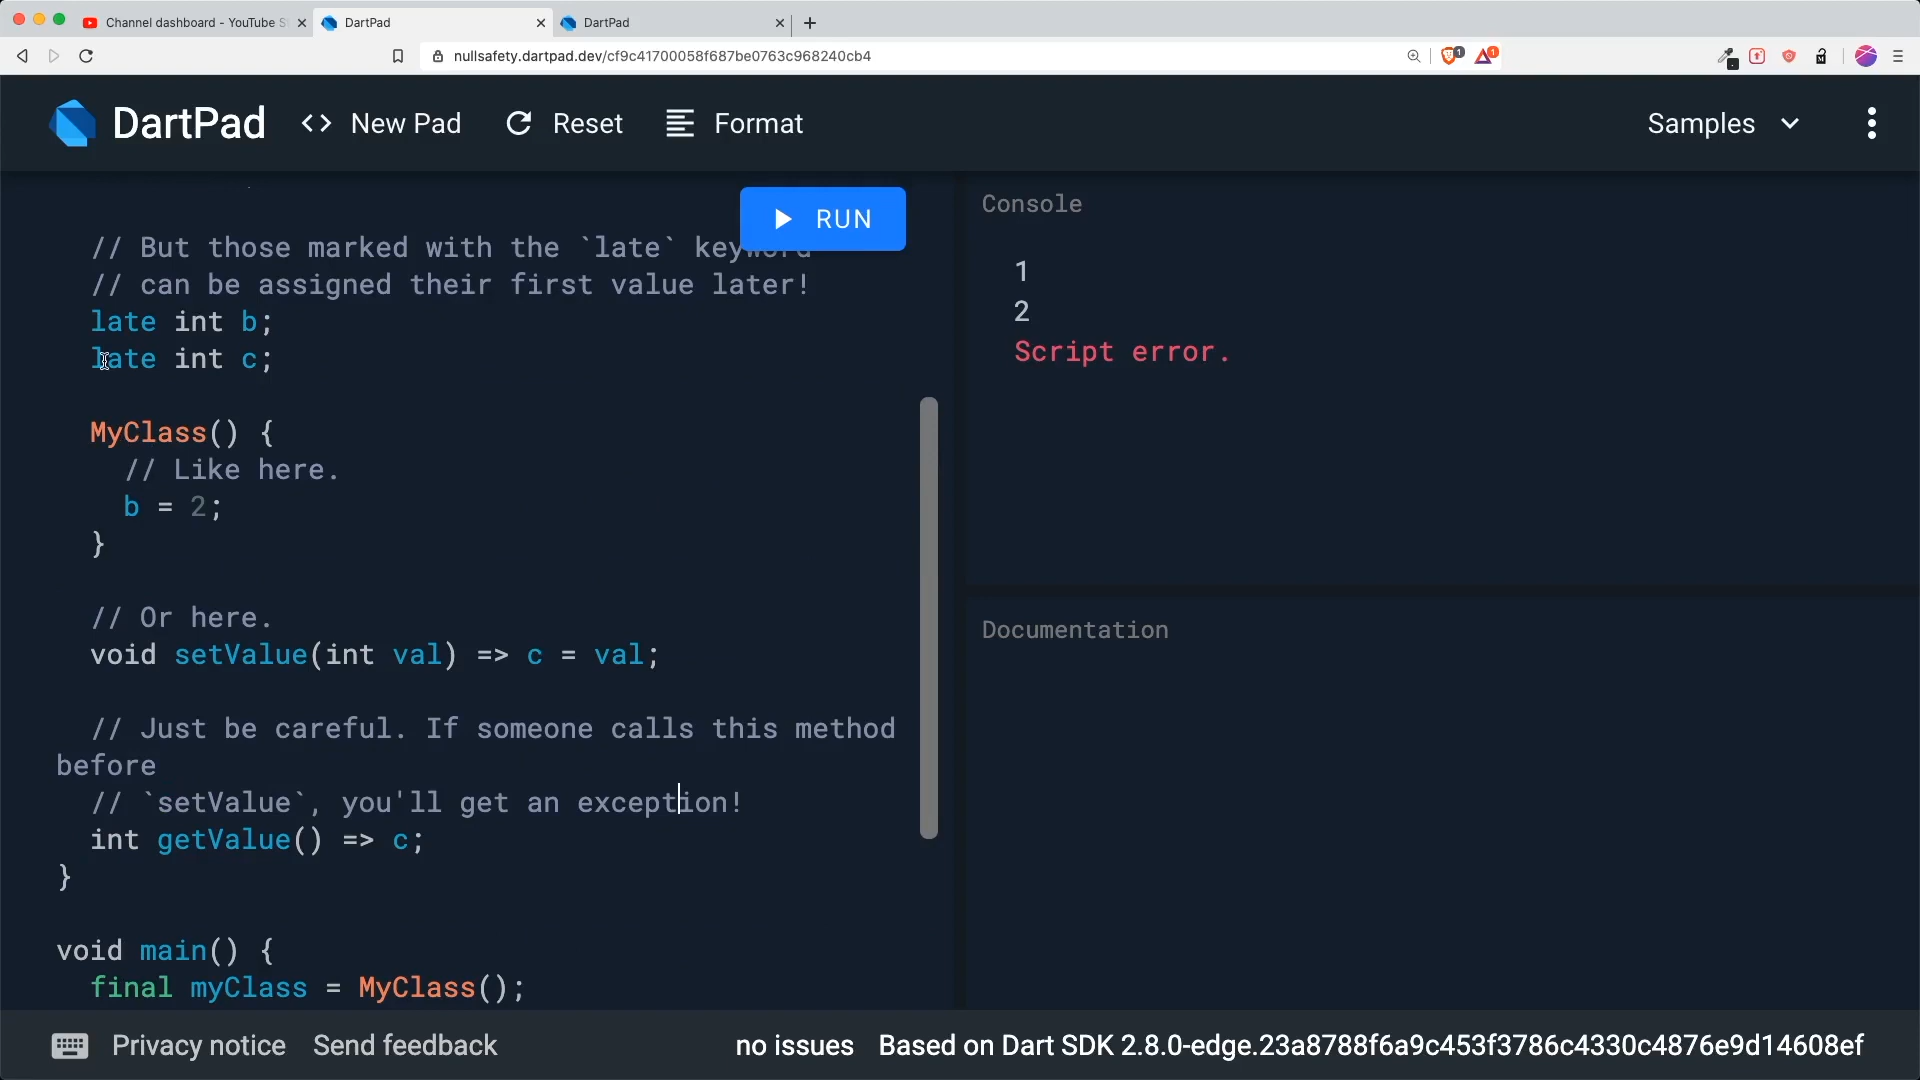 Channel dashboard - YouTube S
DartPad
DartPad
nullsafety.dartpad.dev/cf9c41700058f687be0763c968240cb4
1
1
DartPad
<> New Pad
Reset
Format
Samples
RUN
// But those marked with the `late` keyword
// can be assigned their first value later!
late int b;
late int c;
MyClass() {
// Like here.
b = 2;
}
// Or here.
void setValue(int val) => c = val;
// Just be careful. If someone calls this method
before
// `setValue`, you'll get an exception!
int getValue() => c;
}
void main() {
final myClass = MyClass();
Console
1
2
Script error.
Documentation
Privacy notice
Send feedback
no issues
Based on Dart SDK 2.8.0-edge.23a8788f6a9c453f3786c4330c4876e9d14608ef